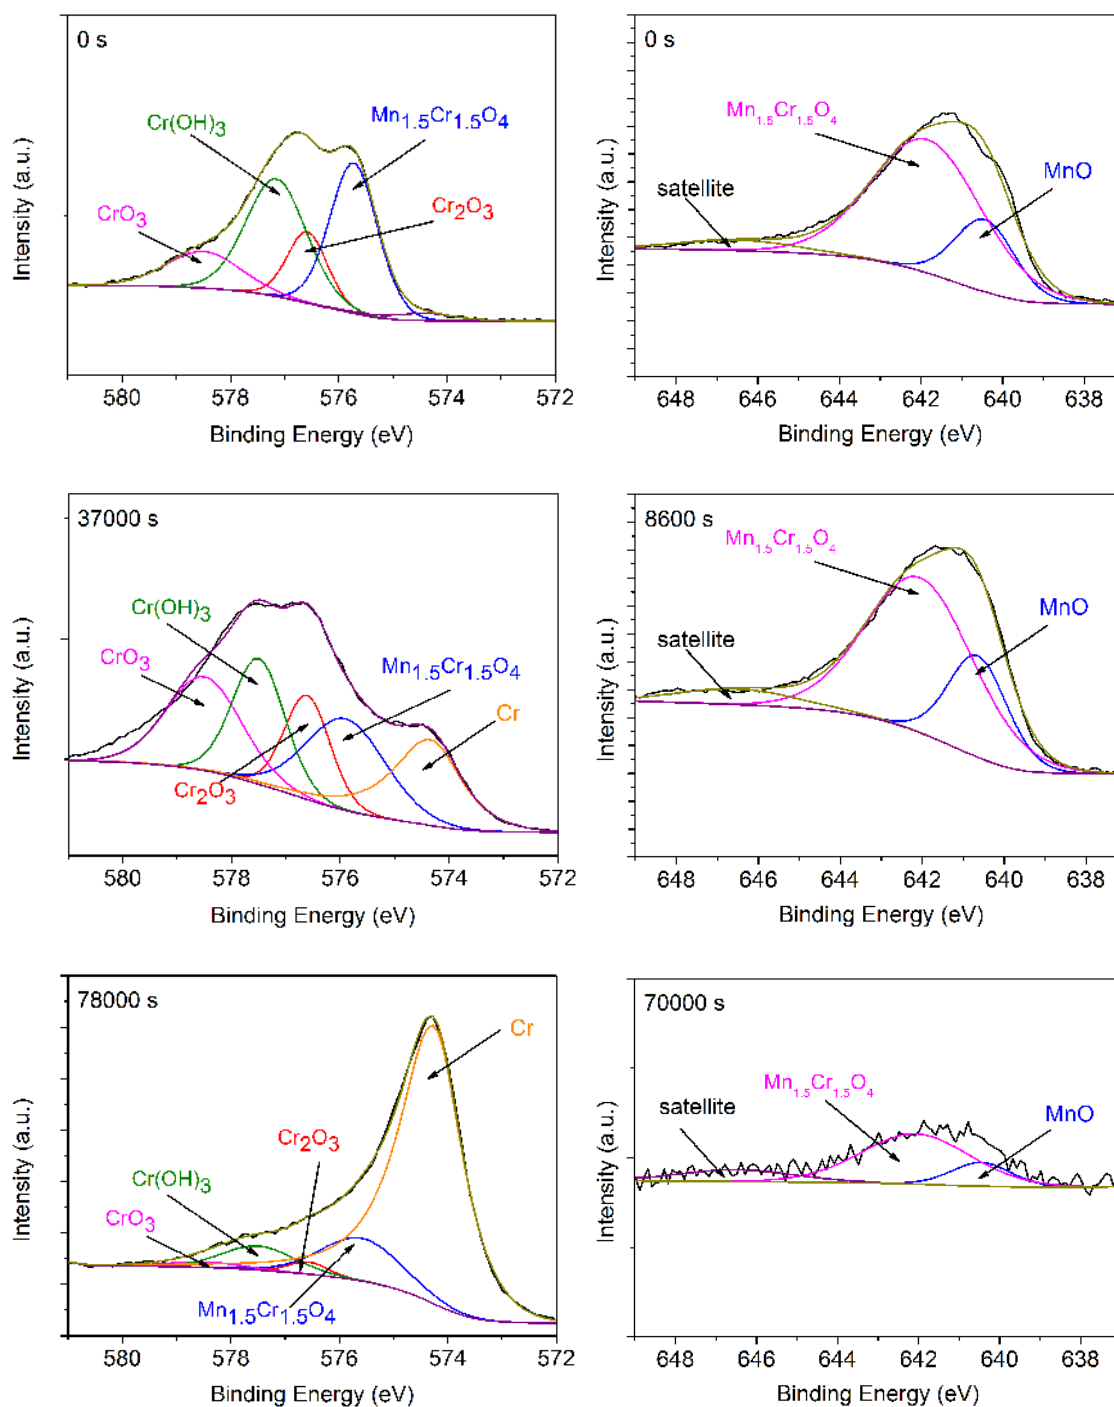 0 s
Cr(OH)3
Mn1.5Cr1.5O4
CrO3
Cr2O3
Intensity (a.u.)
580 578 576 574 572
Binding Energy (eV)
0 s
Mn1.5Cr1.5O4
MnO
satellite
Intensity (a.u.)
648 646 644 642 640 638
Binding Energy (eV)
37000 s
Cr(OH)3
CrO3
Mn1.5Cr1.5O4
Cr
Cr2O3
Intensity (a.u.)
580 578 576 574 572
Binding Energy (eV)
8600 s
Mn1.5Cr1.5O4
MnO
satellite
Intensity (a.u.)
648 646 644 642 640 638
Binding Energy (eV)
78000 s
Cr
Cr2O3
Cr(OH)3
CrO3
Mn1.5Cr1.5O4
Intensity (a.u.)
580 578 576 574 572
Binding Energy (eV)
70000 s
Mn1.5Cr1.5O4
satellite
MnO
Intensity (a.u.)
648 646 644 642 640 638
Binding Energy (eV)